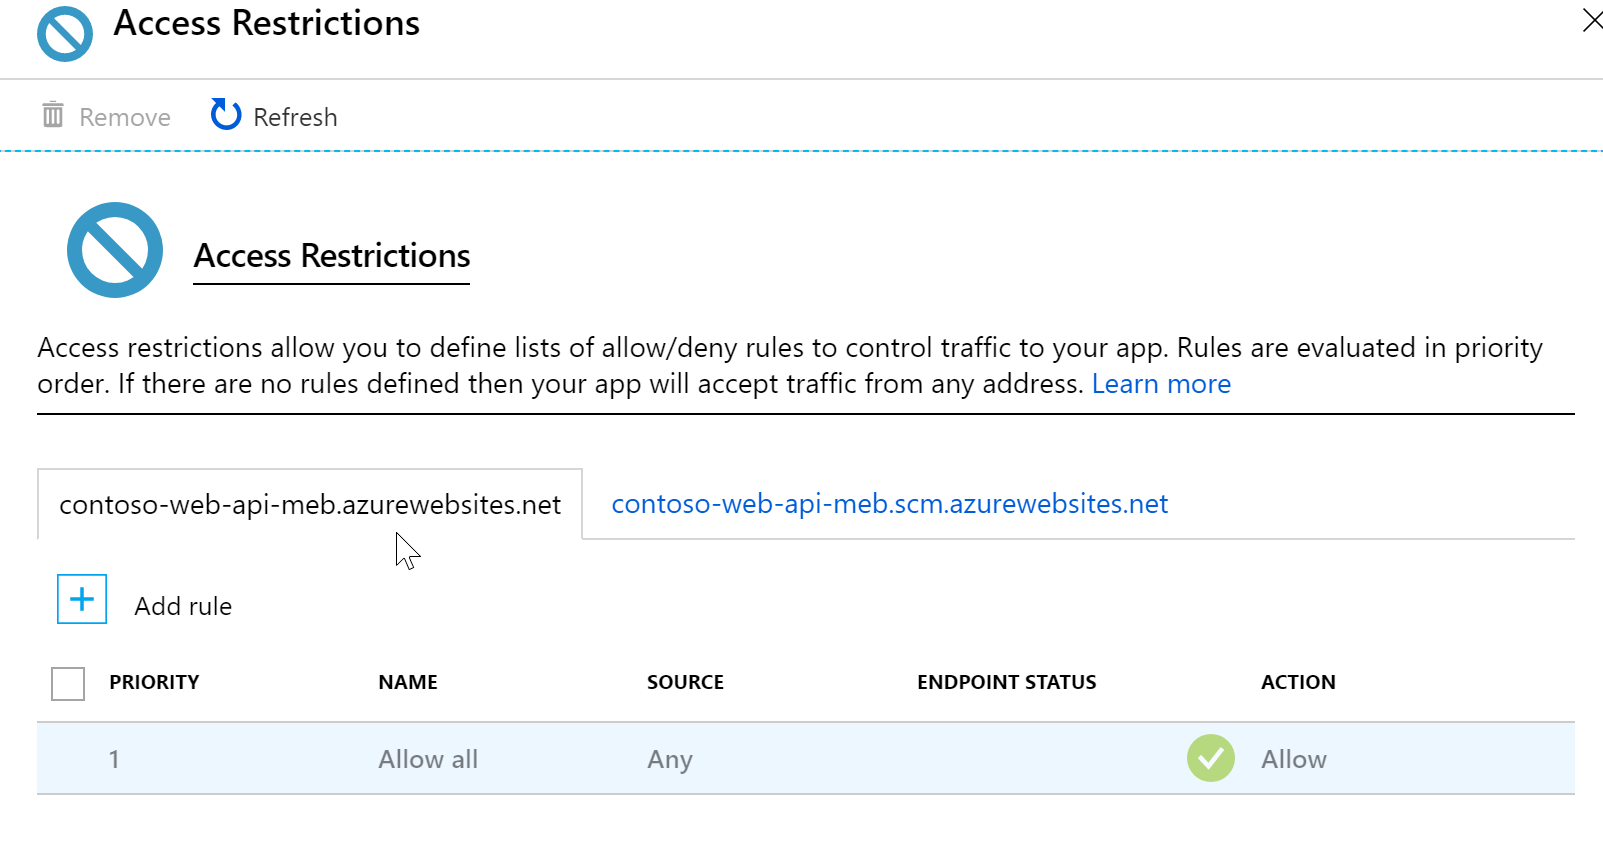 Access Restrictions
Remove
Refresh
Access Restrictions
Access restrictions allow you to define lists of allow/deny rules to control traffic to your app. Rules are evaluated in priority
order. If there are no rules defined then your app will accept traffic from any address. Learn more
contoso-web-api-meb.azurewebsites.net
contoso-web-api-meb.scm.azurewebsites.net
Add rule
PRIORITY NAME SOURCE ENDPOINT STATUS ACTION
1 Allow all Any Allow